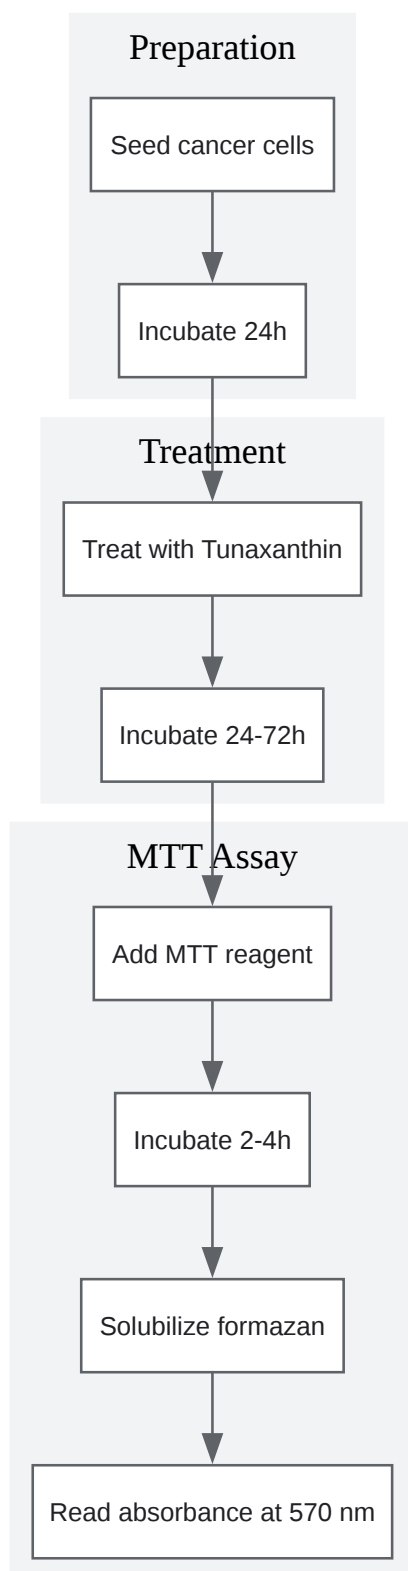 Preparation
Seed cancer cells
Incubate 24h
Treatment
Treat with Tunaxanthin
Incubate 24-72h
MTT Assay
Add MTT reagent
Incubate 2-4h
Solubilize formazan
Read absorbance at 570 nm